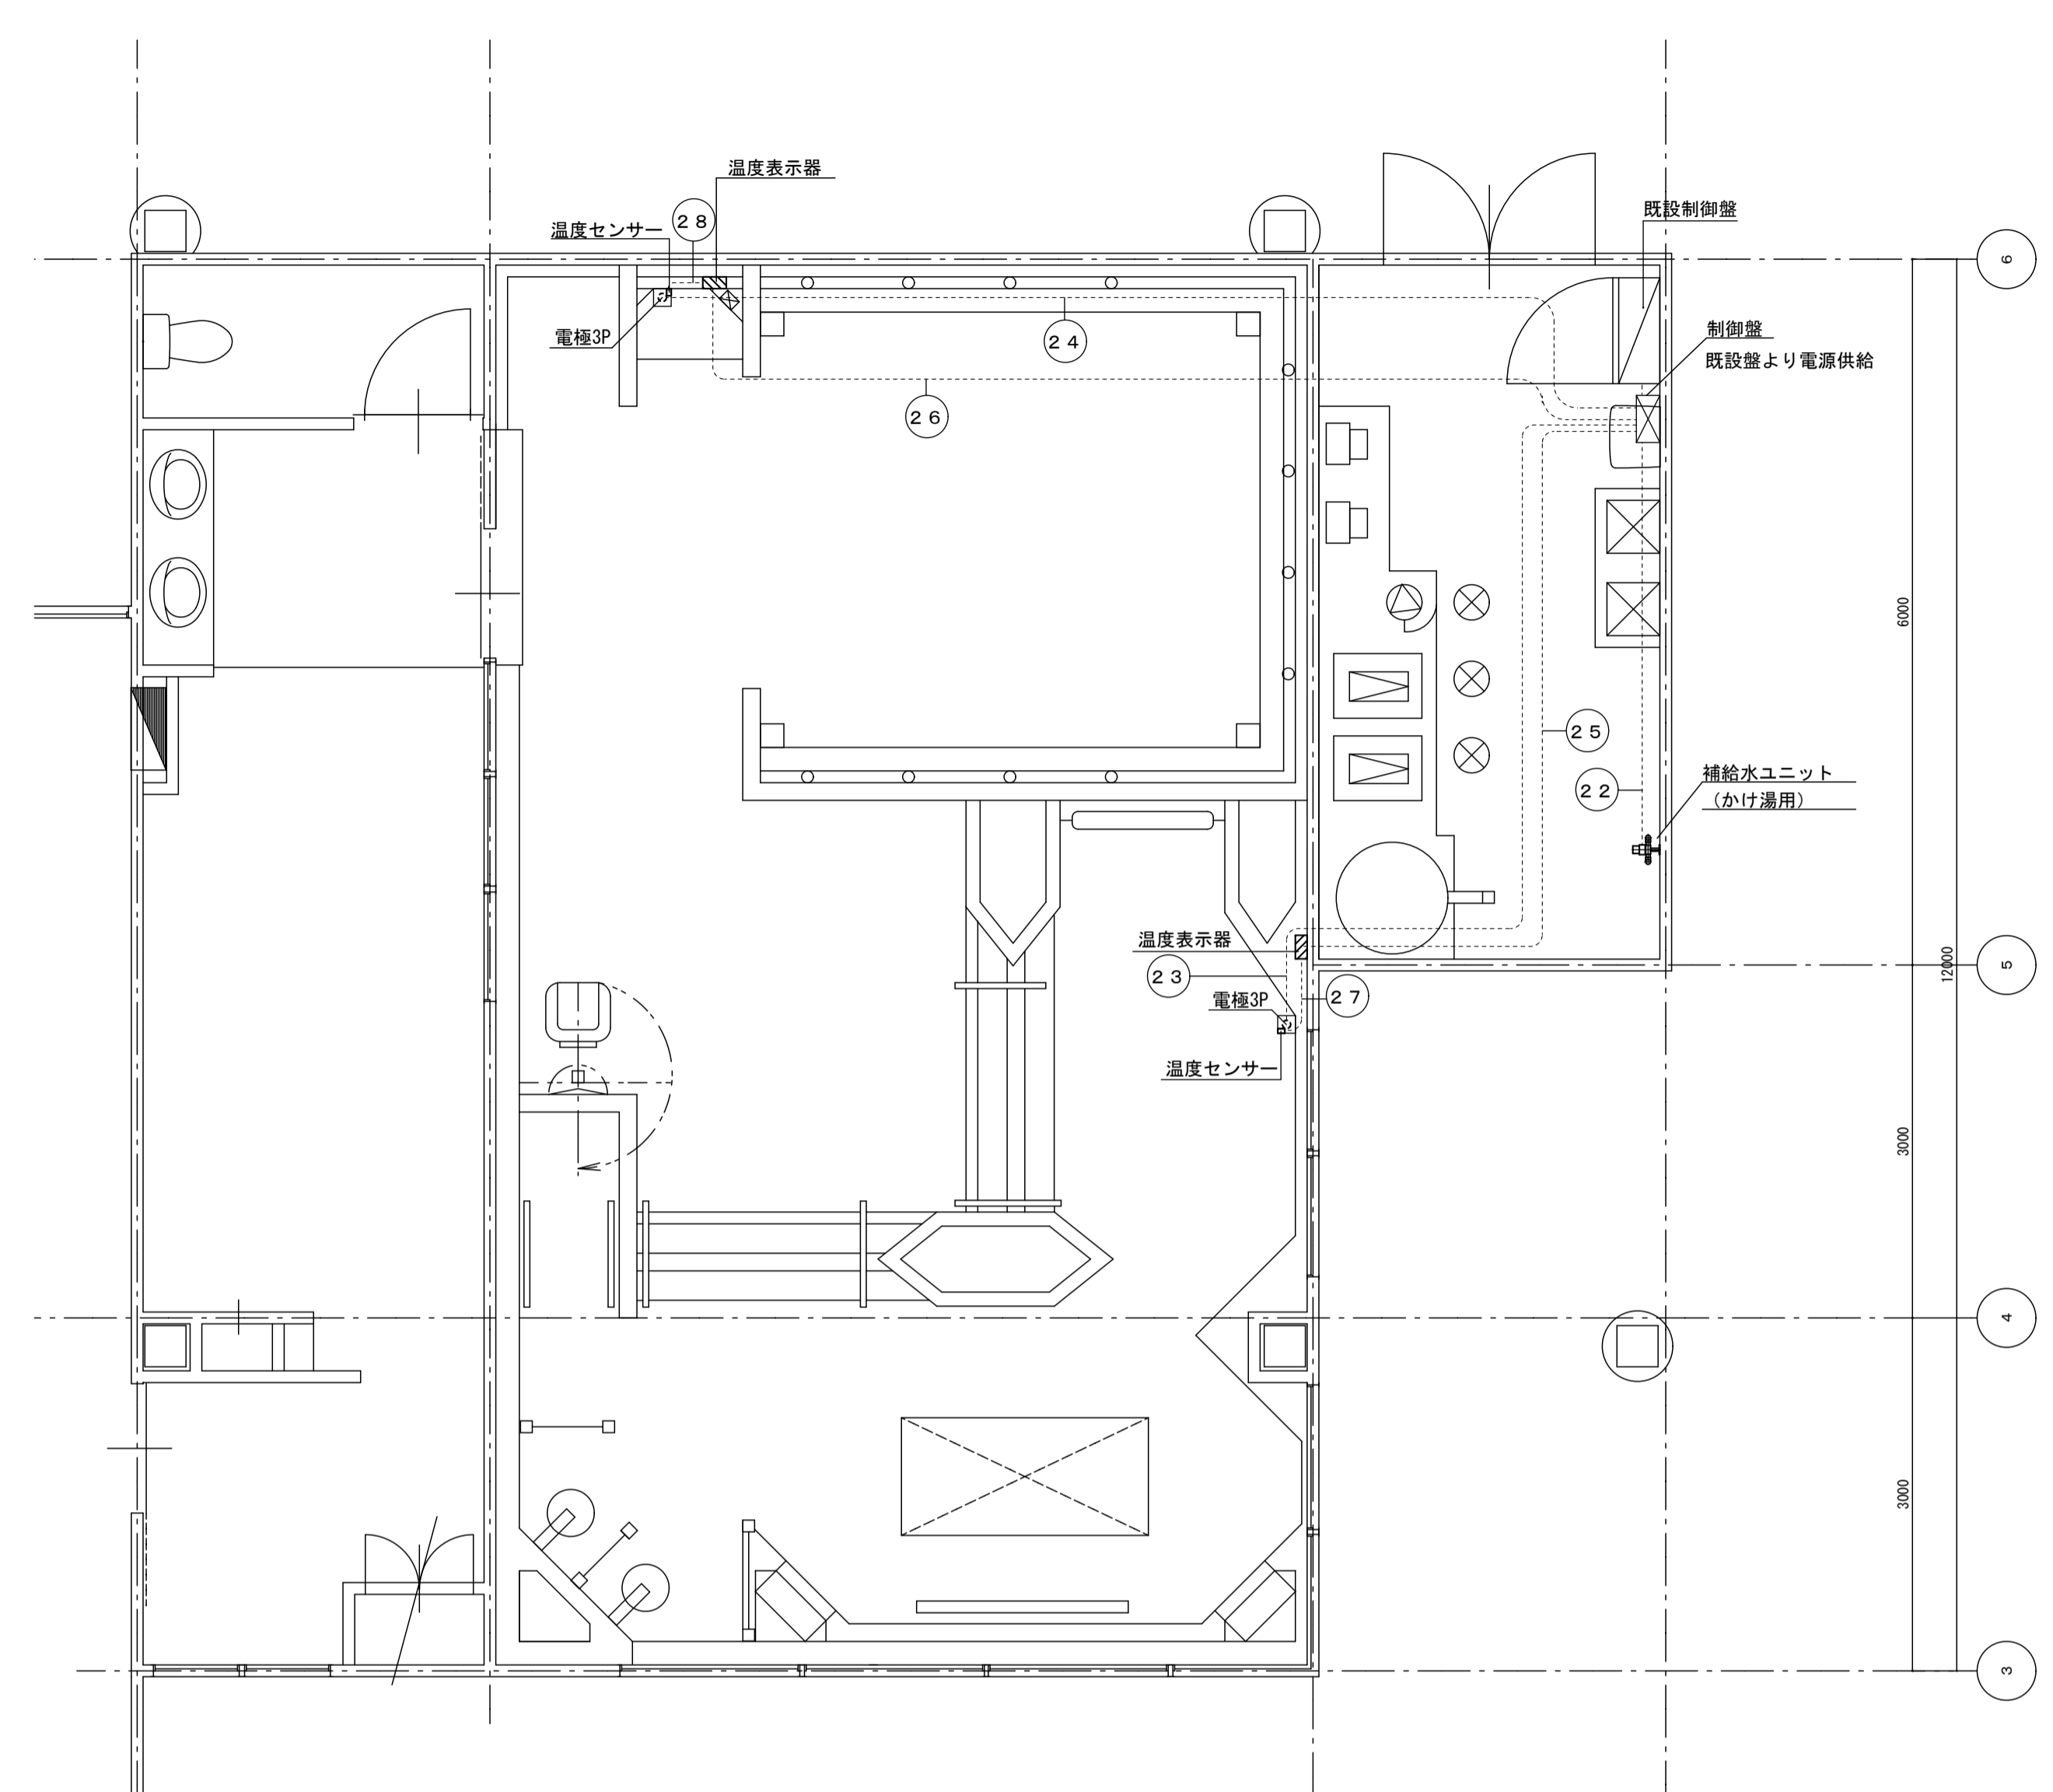 温度表示器
２８
温度センサー
既設制御盤
6
電極3P
２４
制御盤
既設盤より電源供給
２６
6000
２５
補給水ユニット
２２
（かけ湯用）
温度表示器
２３
12000
5
電極3P
２７
温度センサー
3000
4
3000
3